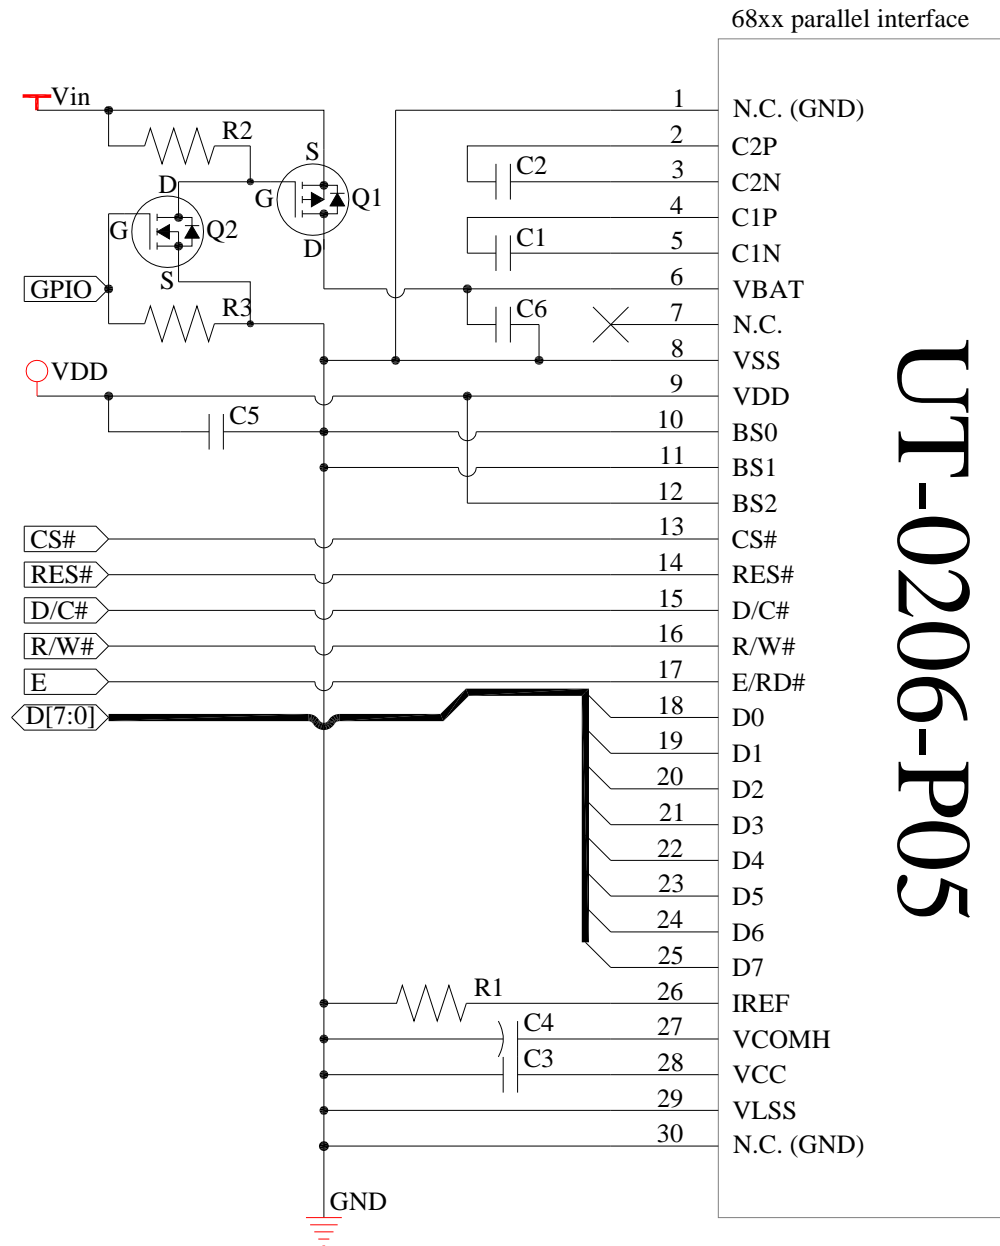 68xx parallel interface
Vin
R2
S
G
Q1
D
D
G
Q2
S
GPIO
R3
VDD
C5
C2
C1
C6
CS#
RES#
D/C#
R/W#
E
D[7:0]
R1
C4
C3
GND
1 N.C. (GND)
2 C2P
3 C2N
4 C1P
5 C1N
6 VBAT
7 N.C.
8 VSS
9 VDD
10 BS0
11 BS1
12 BS2
13 CS#
14 RES#
15 D/C#
16 R/W#
17 E/RD#
18 D0
19 D1
20 D2
21 D3
22 D4
23 D5
24 D6
25 D7
26 IREF
27 VCOMH
28 VCC
29 VLSS
30 N.C. (GND)
UT-0206-P05